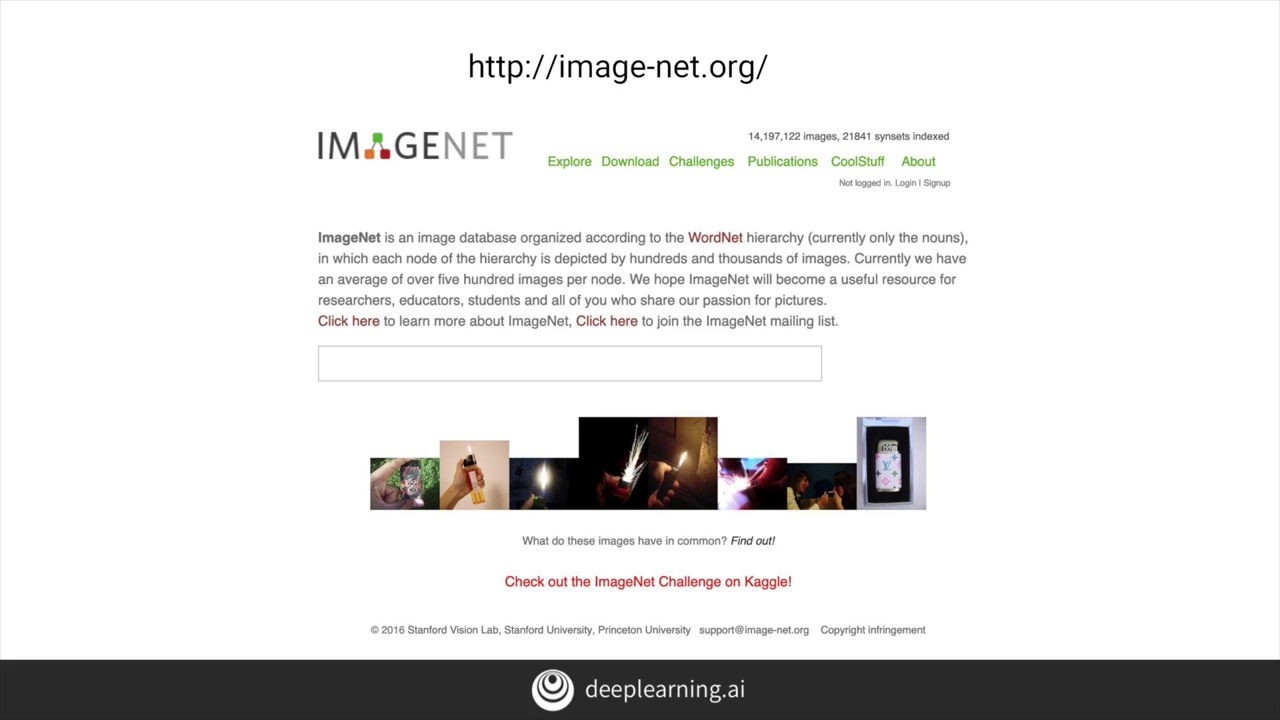 http://image-net.org/
IMAGENET
14,197,122 images, 21841 synsets indexed
Explore Download Challenges Publications CoolStuff About
Not logged in. Login | Signup
ImageNet is an image database organized according to the WordNet hierarchy (currently only the nouns),
in which each node of the hierarchy is depicted by hundreds and thousands of images. Currently we have
an average of over five hundred images per node. We hope ImageNet will become a useful resource for
researchers, educators, students and all of you who share our passion for pictures.
Click here to learn more about ImageNet, Click here to join the ImageNet mailing list.
What do these images have in common? Find out!
Check out the ImageNet Challenge on Kaggle!
© 2016 Stanford Vision Lab, Stanford University, Princeton University support@image-net.org Copyright infringement
deeplearning.ai